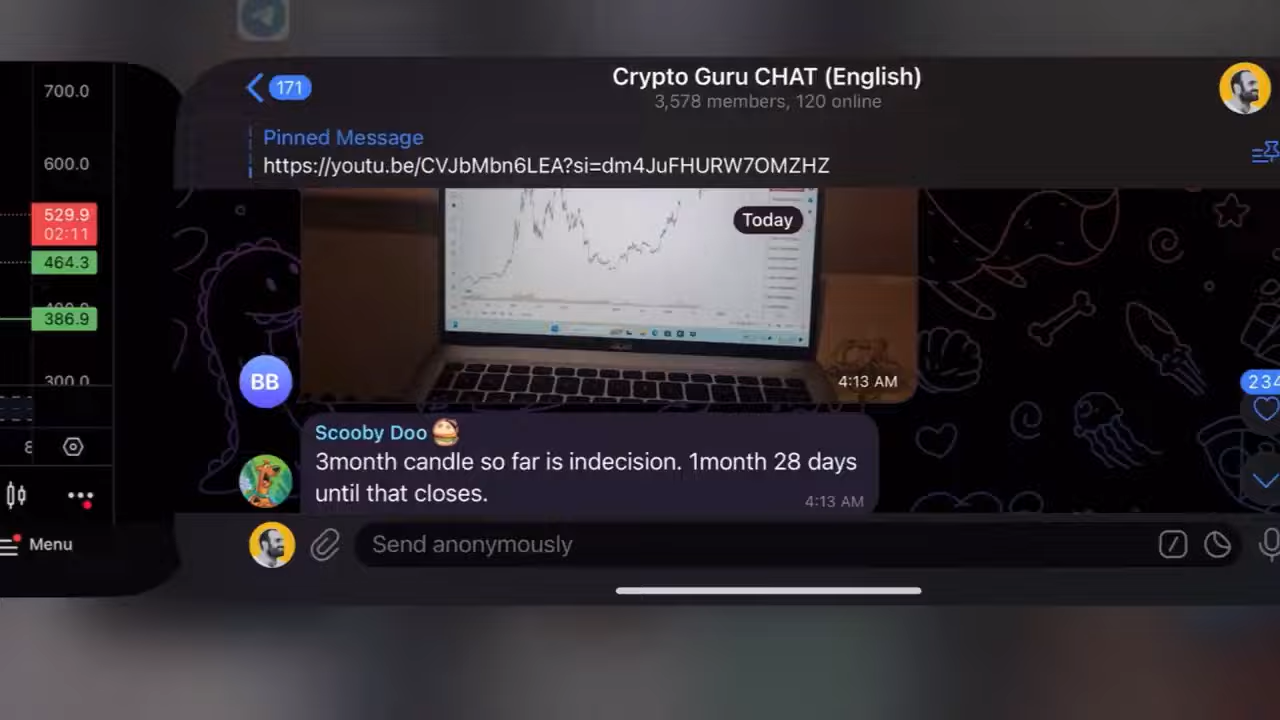 700.0
600.0
529.9
02:11
464.3
386.9
300.0
8
Menu
171
Crypto Guru CHAT (English)
3,578 members, 120 online
Pinned Message
https://youtu.be/CVJbMbn6LEA?si=dm4JuFHURW7OMZHZ
Today
4:13 AM
BB
234
Scooby Doo
3month candle so far is indecision. 1month 28 days
until that closes.
4:13 AM
Send anonymously